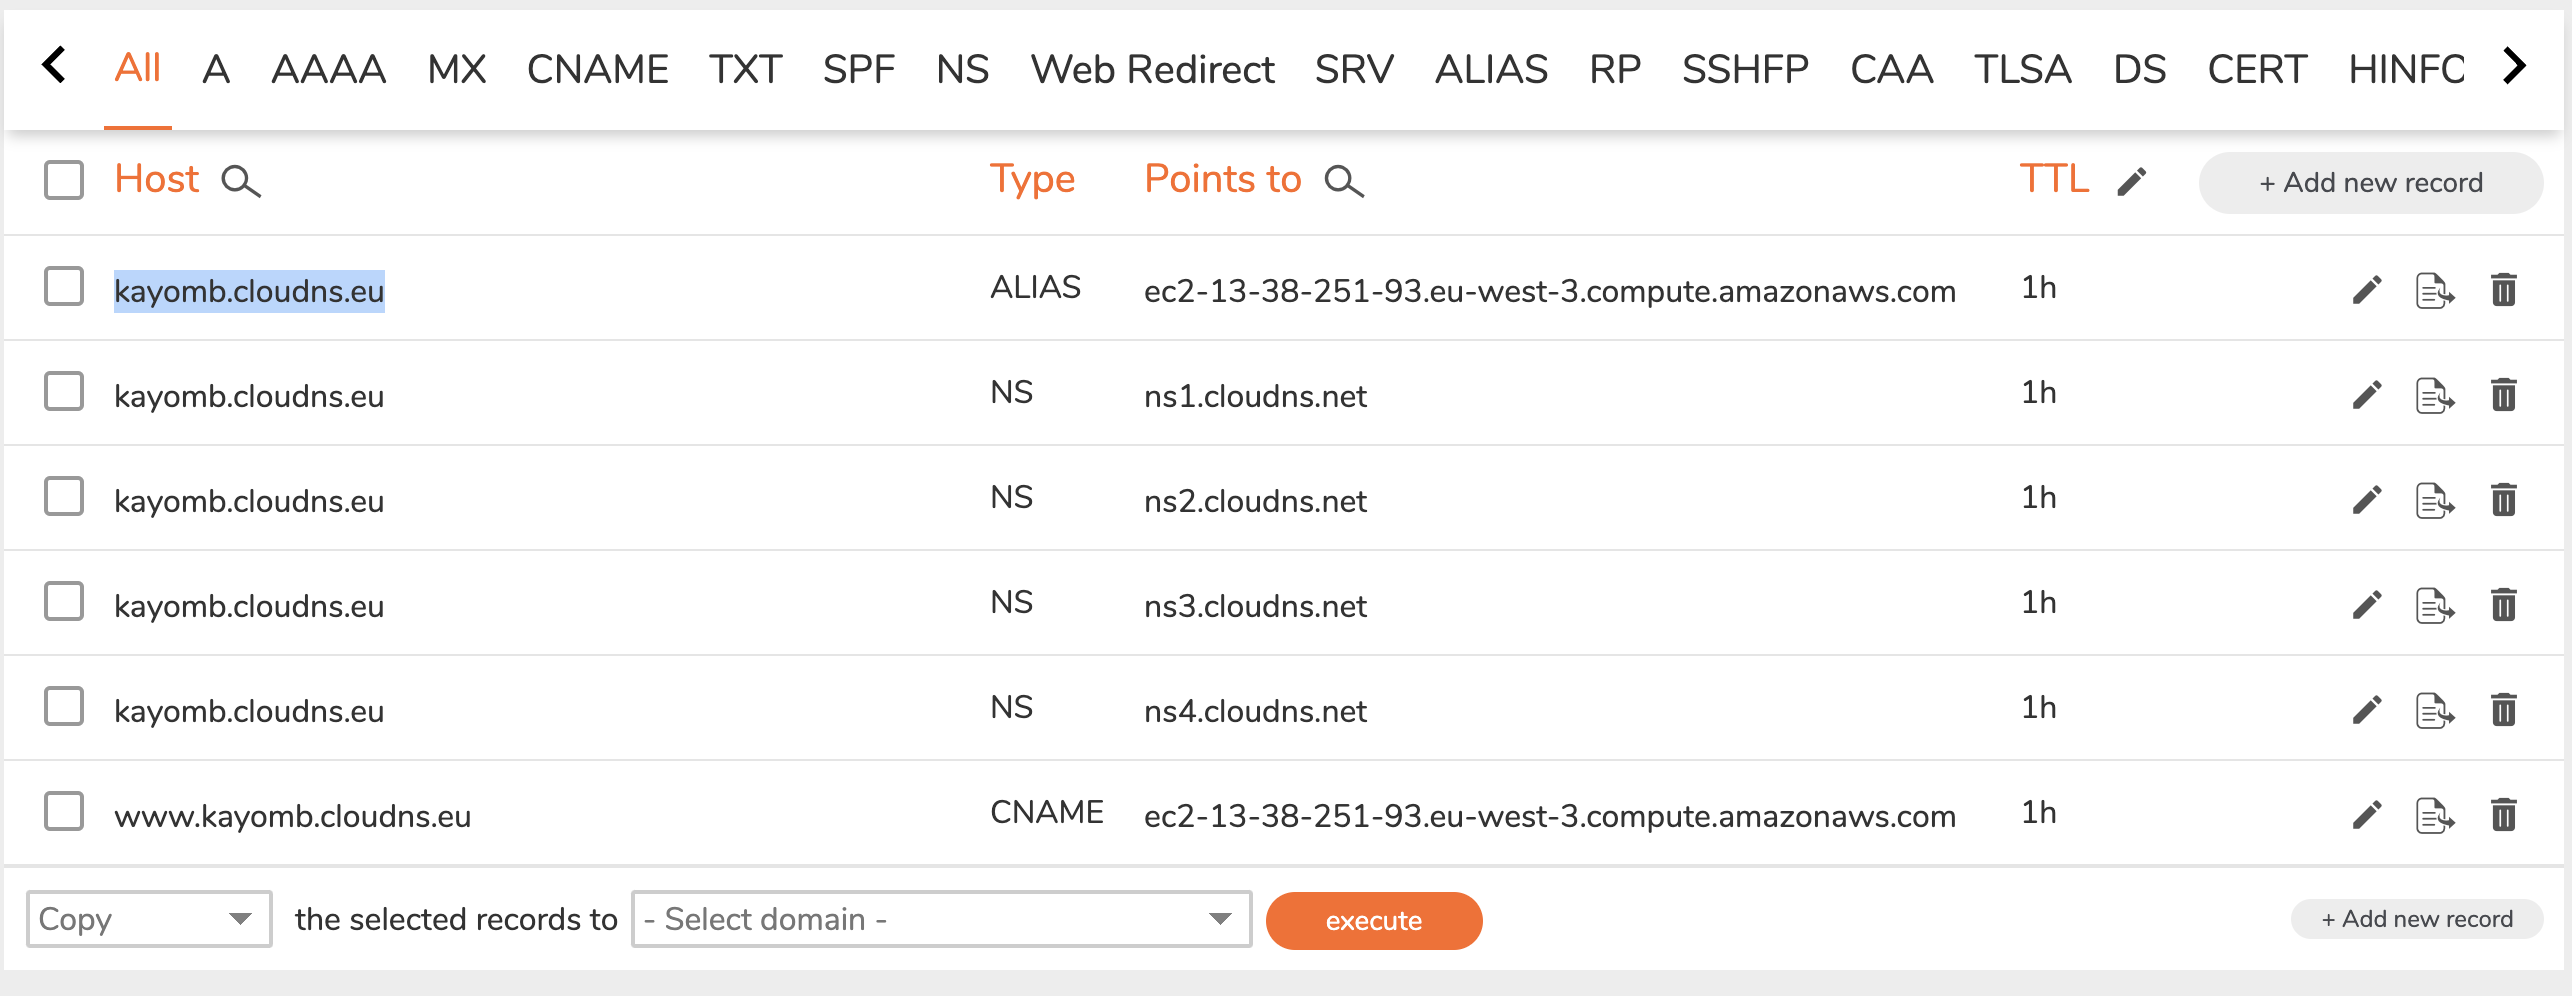 All A AAAA MX CNAME TXT SPF NS Web Redirect SRV ALIAS RP SSHFP CAA TLSA DS CERT HINFO
Host Type Points to TTL + Add new record
kayomb.cloudns.eu ALIAS ec2-13-38-251-93.eu-west-3.compute.amazonaws.com 1h
kayomb.cloudns.eu NS ns1.cloudns.net 1h
kayomb.cloudns.eu NS ns2.cloudns.net 1h
kayomb.cloudns.eu NS ns3.cloudns.net 1h
kayomb.cloudns.eu NS ns4.cloudns.net 1h
www.kayomb.cloudns.eu CNAME ec2-13-38-251-93.eu-west-3.compute.amazonaws.com 1h
Copy the selected records to - Select domain - execute + Add new record